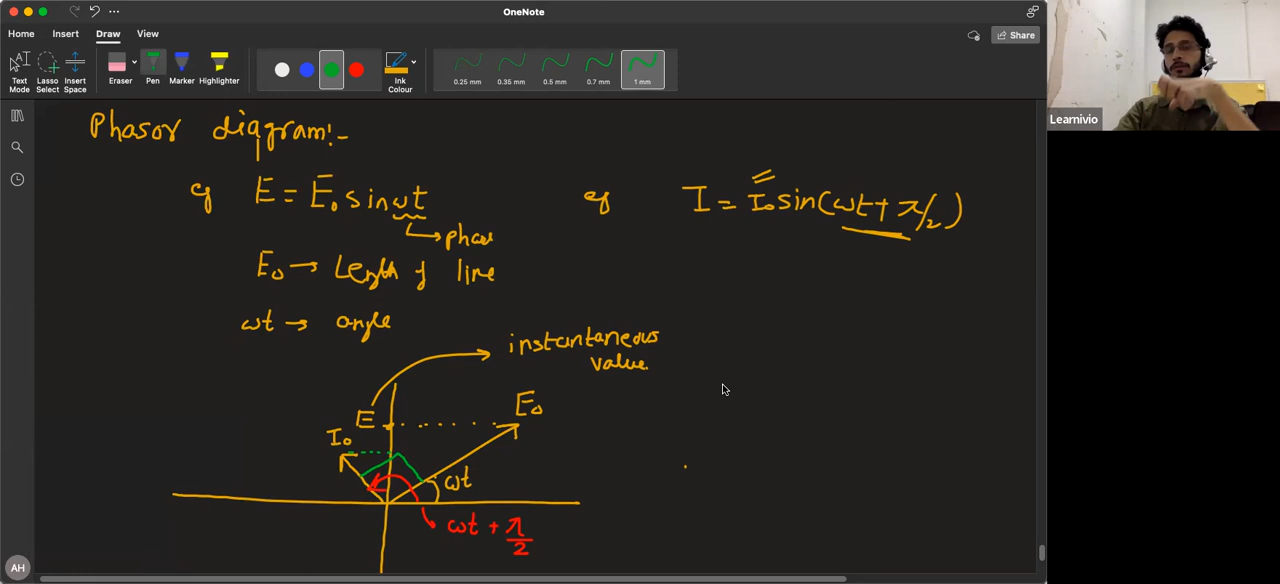 OneNote
Home Insert Draw View
Share
Text Mode
Lasso Select
Insert Space
Eraser
Pen
Marker
Highlighter
Ink Colour
0.25 mm
0.35 mm
0.5 mm
0.7 mm
1 mm
Learnivio
Phasor diagram:-
eg E = E₀ sin ωt
phase
eg I = I₀ sin(ωt + π/2)
E₀ → Length of line
ωt → angle
instantaneous value.
E
E₀
I₀
ωt
ωt + π/2
AH